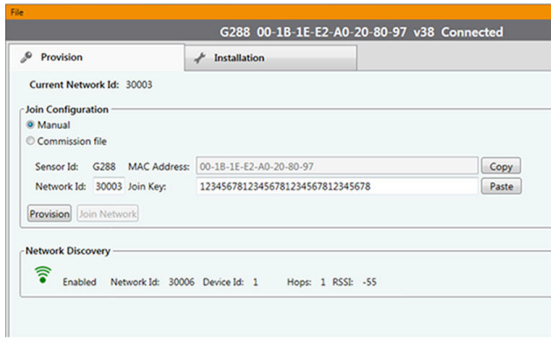 File
G288 00-1B-1E-E2-A0-20-80-97 v38 Connected
Provision Installation
Current Network Id: 30003
Join Configuration
Manual
Commission file
Sensor Id: G288 MAC Address: 00-1B-1E-E2-A0-20-80-97 Copy
Network Id: 30003 Join Key: 12345678123456781234567812345678 Paste
Provision Join Network
Network Discovery
Enabled Network Id: 30006 Device Id: 1 Hops: 1 RSSI: -55